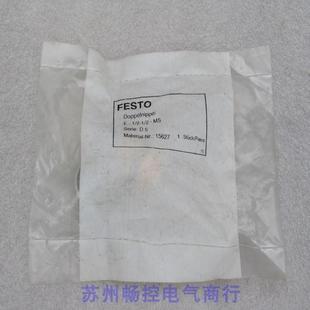 FESTO
Doppelnippel
E - 1/2-1/2 - MS
Serie: D 5
Material-Nr.: 15627 1 Stück/Piece
苏州畅控电气商行